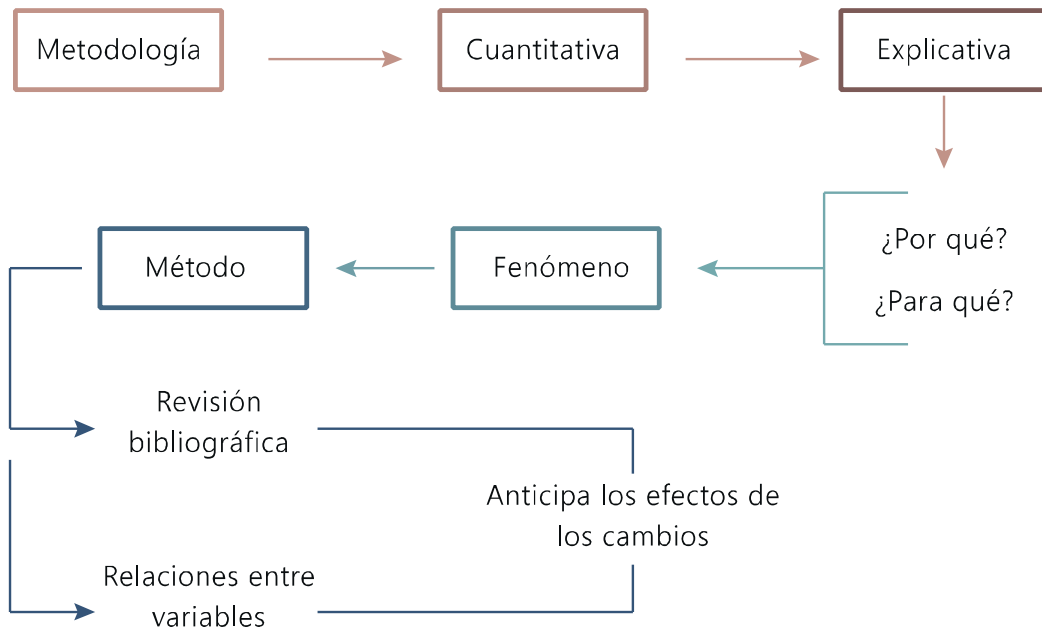 Metodología
Cuantitativa
Explicativa
¿Por qué?
¿Para qué?
Fenómeno
Método
Revisión
bibliográfica
Anticipa los efectos de
los cambios
Relaciones entre
variables